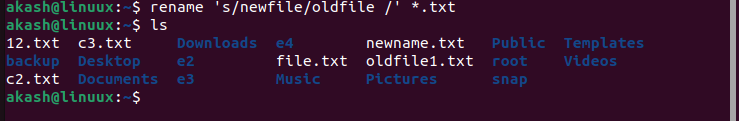 akash@linuux:~$ rename 's/newfile/oldfile /' *.txt
akash@linuux:~$ ls
12.txt c3.txt Downloads e4 newname.txt Public Templates
backup Desktop e2 file.txt oldfile1.txt root Videos
c2.txt Documents e3 Music Pictures snap
akash@linuux:~$